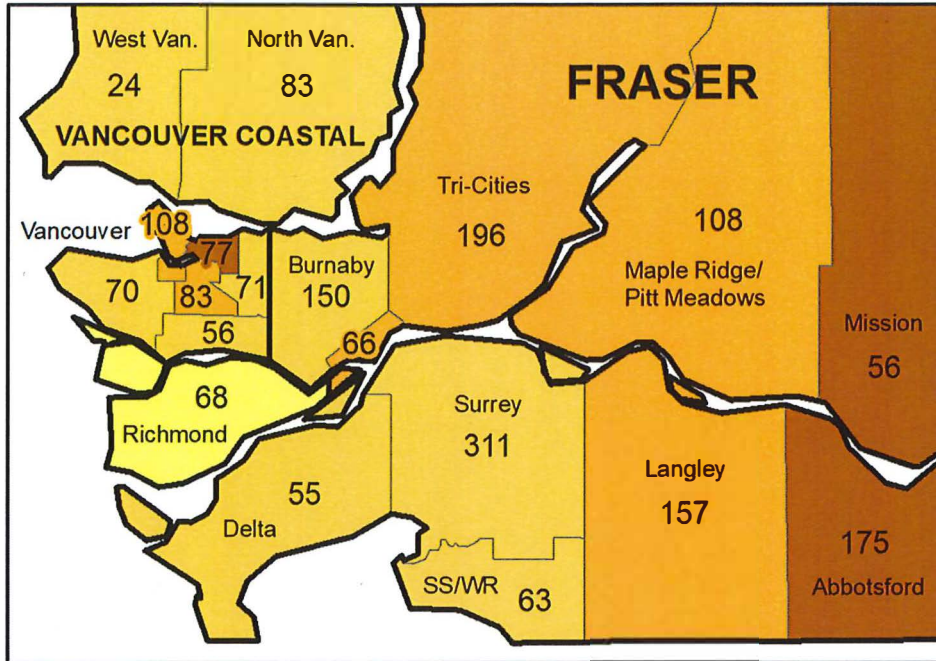 West Van.
24
North Van.
83
VANCOUVER COASTAL
FRASER
Tri-Cities
196
108
Maple Ridge/
Pitt Meadows
Mission
56
Vancouver
108
77
70
83
71
56
Burnaby
150
66
68
Richmond
Surrey
311
Langley
157
55
Delta
SS/WR
63
175
Abbotsford